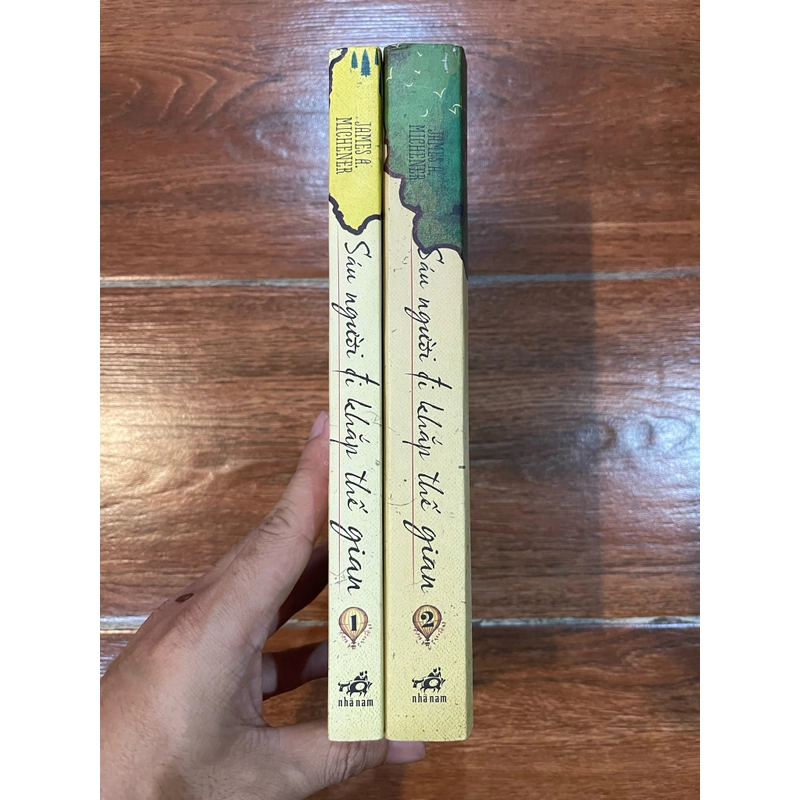 JAMES A.
MICHENER
Sáu người đi khắp thế gian
1
nhã nam
JAMES A.
MICHENER
Sáu người đi khắp thế gian
2
nhã nam